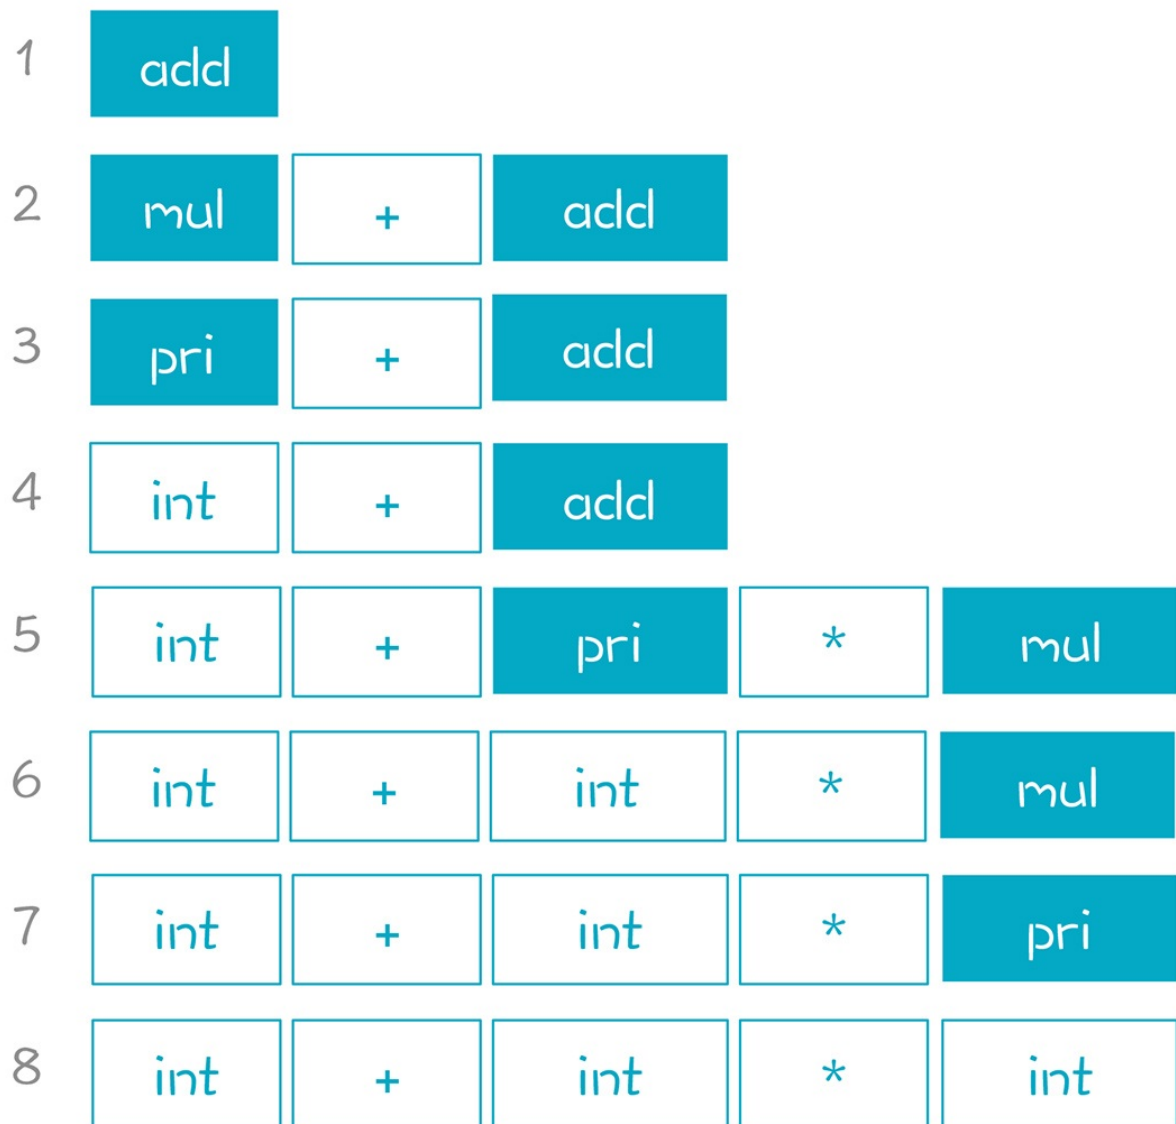 1 add
2 mul + add
3 pri + add
4 int + add
5 int + pri * mul
6 int + int * mul
7 int + int * pri
8 int + int * int